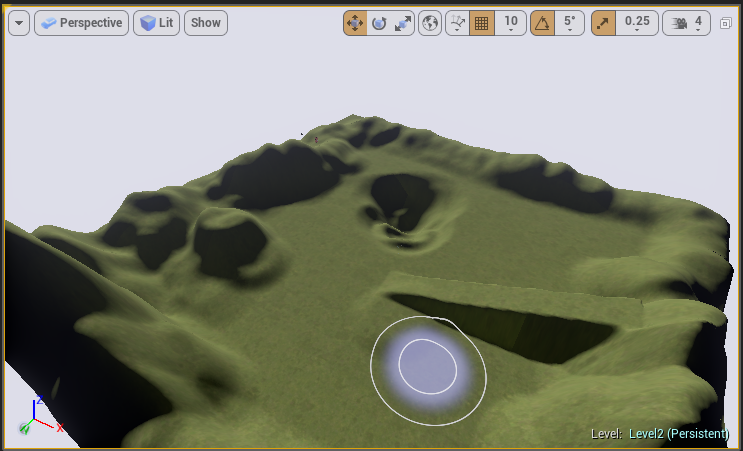 Perspective Lit Show 10 5° 0.25 4
Z
Y X
Level: Level2 (Persistent)